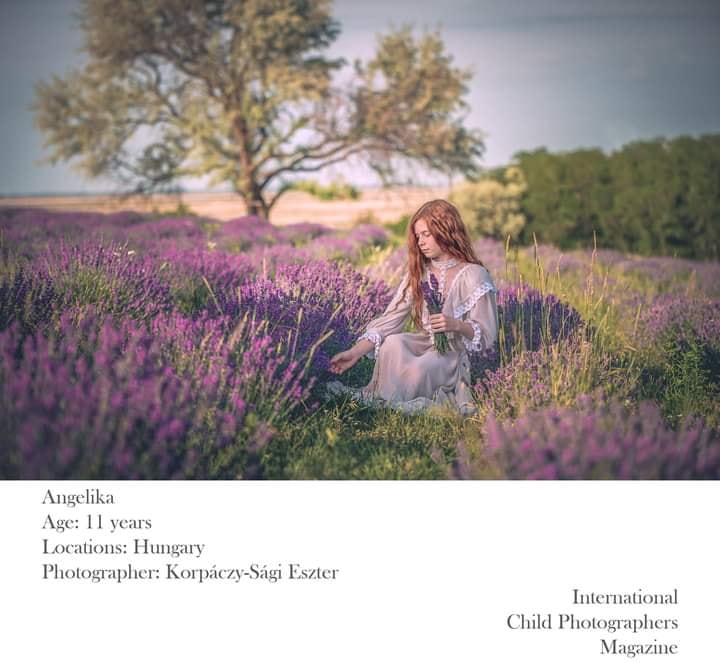 Angelika
Age: 11 years
Locations: Hungary
Photographer: Korpáczy-Sági Eszter
International
Child Photographers
Magazine